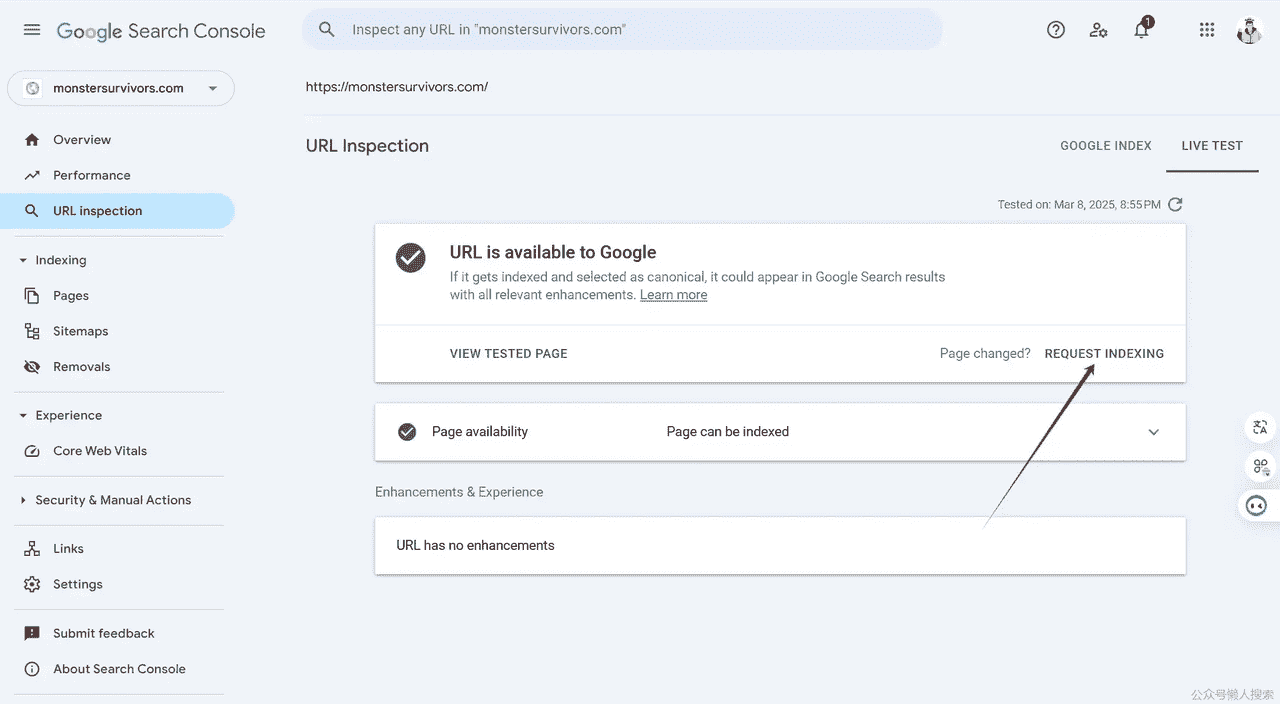 Google Search Console
Inspect any URL in "monstersurvivors.com"
1
monstersurvivors.com
https://monstersurvivors.com/
Overview
Performance
URL inspection
Indexing
Pages
Sitemaps
Removals
Experience
Core Web Vitals
Security & Manual Actions
Links
Settings
Submit feedback
About Search Console
URL Inspection
GOOGLE INDEX
LIVE TEST
Tested on: Mar 8, 2025, 8:55 PM
URL is available to Google
If it gets indexed and selected as canonical, it could appear in Google Search results
with all relevant enhancements. Learn more
VIEW TESTED PAGE
Page changed? REQUEST INDEXING
Page availability
Page can be indexed
Enhancements & Experience
URL has no enhancements
公众号懒人搜索